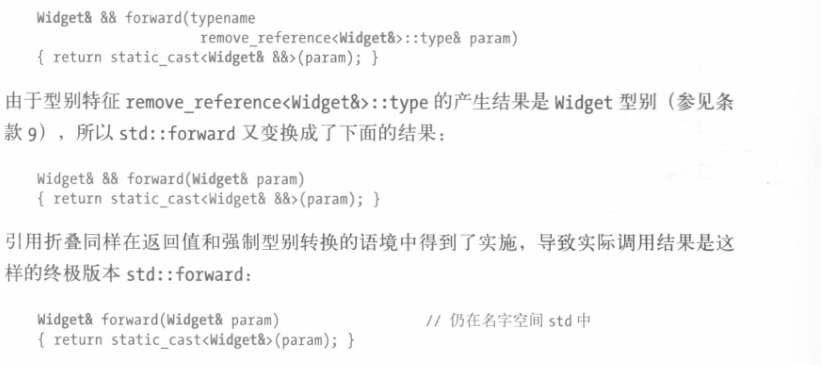 Widget& && forward(typename
remove_reference<Widget&>::type& param)
{ return static_cast<Widget& &&>(param); }
由于型别特征 remove_reference<Widget&>::type 的产生结果是 Widget 型别（参见条
款 9），所以 std::forward 又变换成了下面的结果：
Widget& && forward(Widget& param)
{ return static_cast<Widget& &&>(param); }
引用折叠同样在返回值和强制型别转换的语境中得到了实施，导致实际调用结果是这
样的终极版本 std::forward：
Widget& forward(Widget& param) // 仍在名字空间 std 中
{ return static_cast<Widget&>(param); }